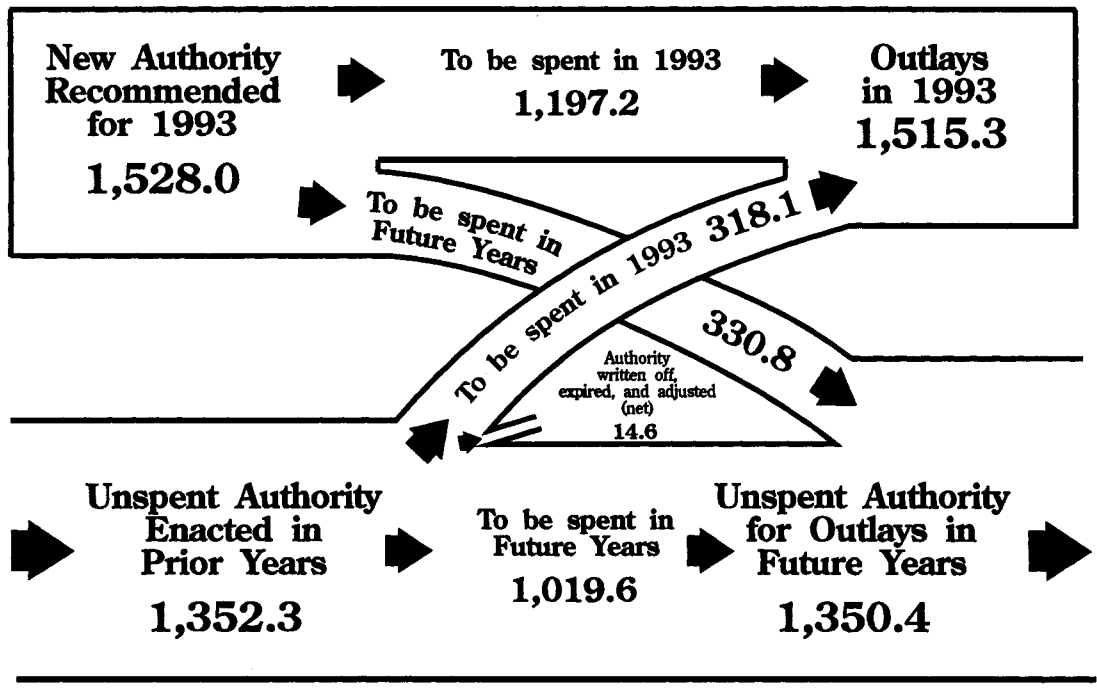 New Authority
Recommended
for 1993
1,528.0
To be spent in 1993
1,197.2
Outlays
in 1993
1,515.3
To be spent in
Future Years
330.8
To be spent in 1993 318.1
Authority
written off,
expired, and adjusted
(net)
14.6
Unspent Authority
Enacted in
Prior Years
1,352.3
To be spent in
Future Years
1,019.6
Unspent Authority
for Outlays in
Future Years
1,350.4